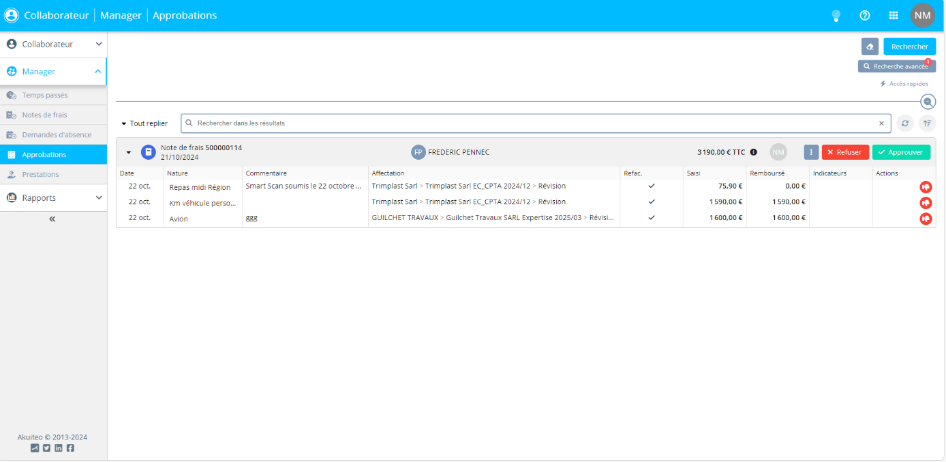 Collaborateur | Manager | Approbations NM
Rechercher
Recherche avancée 1
Accès rapides
Collaborateur
Manager
Temps passés
Notes de frais
Demandes d'absence
Approbations
Prestations
Rapports
Tout replier Rechercher dans les résultats
Note de frais 500000114 FP FREDERIC PENNEC 3 190,00 € TTC NM Refuser Approuver
21/10/2024
Date Nature Commentaire Affectation Refac. Saisi Remboursé Indicateurs Actions
22 oct. Repas midi Région Smart Scan soumis le 22 octobre ... Trimplast Sarl > Trimplast Sarl EC_CPTA 2024/12 > Révision 75,90 € 0,00 €
22 oct. Km véhicule perso... Trimplast Sarl > Trimplast Sarl EC_CPTA 2024/12 > Révision 1 590,00 € 1 590,00 €
22 oct. Avion ggg GUILCHET TRAVAUX > Guilchet Travaux SARL Expertise 2025/03 > Révisi... 1 600,00 € 1 600,00 €
Akuiteo © 2013-2024